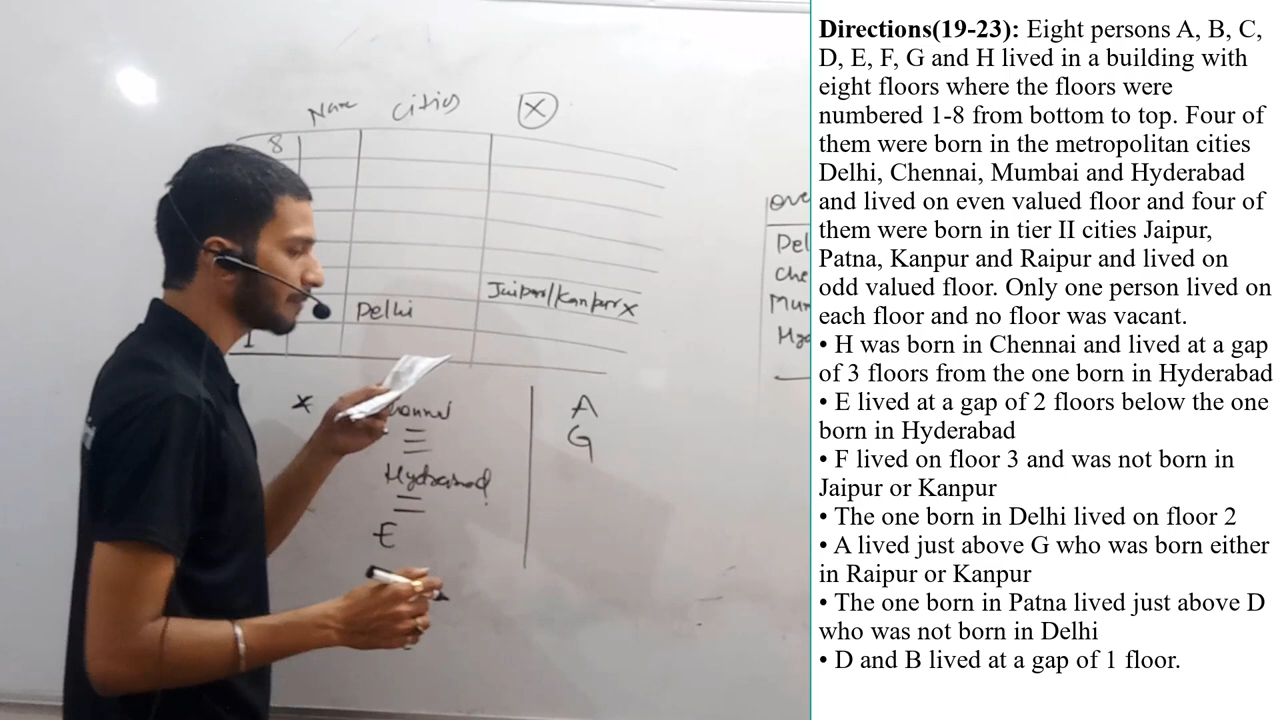 Name Cities X
8
Jaipur/Kanpur x
Delhi
1
x
Hyderabad
E
A
G
Del
Che
Mum
Directions(19-23): Eight persons A, B, C,
D, E, F, G and H lived in a building with
eight floors where the floors were
numbered 1-8 from bottom to top. Four of
them were born in the metropolitan cities
Delhi, Chennai, Mumbai and Hyderabad
and lived on even valued floor and four of
them were born in tier II cities Jaipur,
Patna, Kanpur and Raipur and lived on
odd valued floor. Only one person lived on
each floor and no floor was vacant.
• H was born in Chennai and lived at a gap
of 3 floors from the one born in Hyderabad
• E lived at a gap of 2 floors below the one
born in Hyderabad
• F lived on floor 3 and was not born in
Jaipur or Kanpur
• The one born in Delhi lived on floor 2
• A lived just above G who was born either
in Raipur or Kanpur
• The one born in Patna lived just above D
who was not born in Delhi
• D and B lived at a gap of 1 floor.